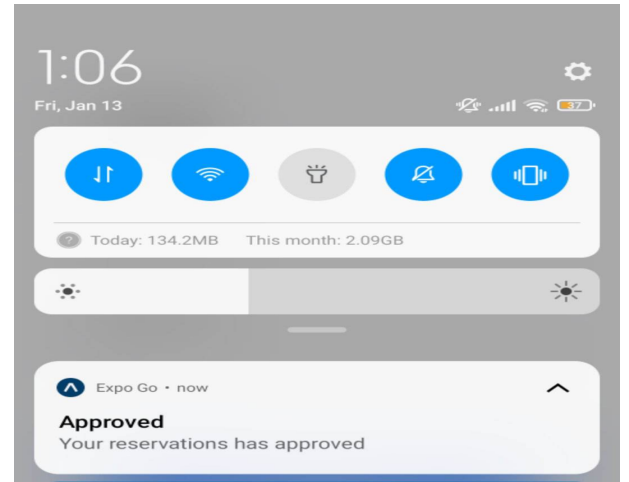 1:06
Fri, Jan 13
37
Today: 134.2MB This month: 2.09GB
Expo Go • now
Approved
Your reservations has approved